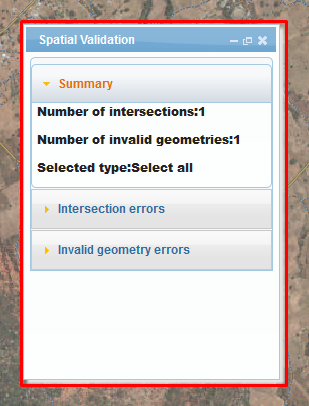 Spatial Validation
Summary
Number of intersections:1
Number of invalid geometries:1
Selected type:Select all
Intersection errors
Invalid geometry errors